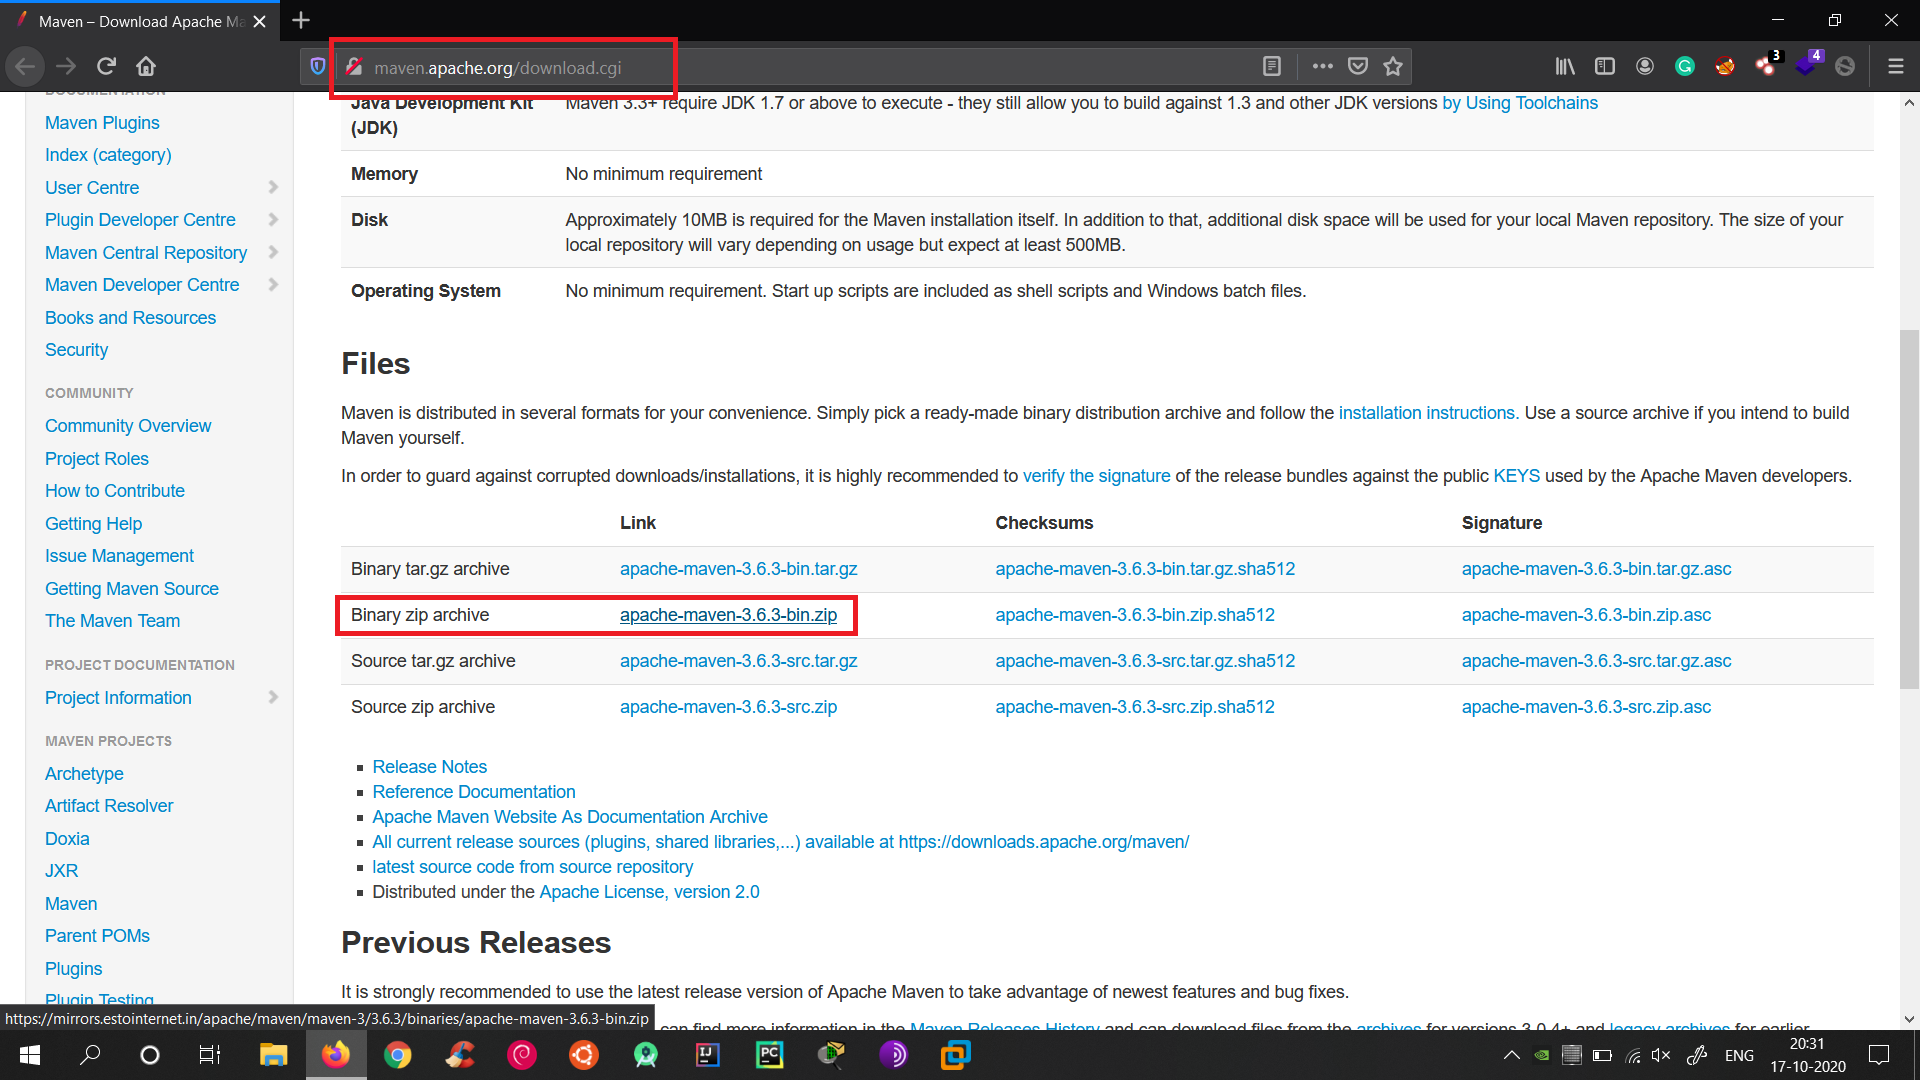 Maven – Download Apache Ma
maven.apache.org/download.cgi
3
4
DOCUMENTATION
Maven Plugins
Index (category)
User Centre
Plugin Developer Centre
Maven Central Repository
Maven Developer Centre
Books and Resources
Security
COMMUNITY
Community Overview
Project Roles
How to Contribute
Getting Help
Issue Management
Getting Maven Source
The Maven Team
PROJECT DOCUMENTATION
Project Information
MAVEN PROJECTS
Archetype
Artifact Resolver
Doxia
JXR
Maven
Parent POMs
Plugins
Plugin Testing
Java Development Kit (JDK) Maven 3.3+ require JDK 1.7 or above to execute - they still allow you to build against 1.3 and other JDK versions by Using Toolchains
Memory No minimum requirement
Disk Approximately 10MB is required for the Maven installation itself. In addition to that, additional disk space will be used for your local Maven repository. The size of your
local repository will vary depending on usage but expect at least 500MB.
Operating System No minimum requirement. Start up scripts are included as shell scripts and Windows batch files.
Files
Maven is distributed in several formats for your convenience. Simply pick a ready-made binary distribution archive and follow the installation instructions. Use a source archive if you intend to build
Maven yourself.
In order to guard against corrupted downloads/installations, it is highly recommended to verify the signature of the release bundles against the public KEYS used by the Apache Maven developers.
Link Checksums Signature
Binary tar.gz archive apache-maven-3.6.3-bin.tar.gz apache-maven-3.6.3-bin.tar.gz.sha512 apache-maven-3.6.3-bin.tar.gz.asc
Binary zip archive apache-maven-3.6.3-bin.zip apache-maven-3.6.3-bin.zip.sha512 apache-maven-3.6.3-bin.zip.asc
Source tar.gz archive apache-maven-3.6.3-src.tar.gz apache-maven-3.6.3-src.tar.gz.sha512 apache-maven-3.6.3-src.tar.gz.asc
Source zip archive apache-maven-3.6.3-src.zip apache-maven-3.6.3-src.zip.sha512 apache-maven-3.6.3-src.zip.asc
Release Notes
Reference Documentation
Apache Maven Website As Documentation Archive
All current release sources (plugins, shared libraries,...) available at https://downloads.apache.org/maven/
latest source code from source repository
Distributed under the Apache License, version 2.0
Previous Releases
It is strongly recommended to use the latest release version of Apache Maven to take advantage of newest features and bug fixes.
can find more information in the Maven Releases History and can download files from the archives for versions 3.0.4+ and legacy archives for earlier
https://mirrors.estointernet.in/apache/maven/maven-3/3.6.3/binaries/apache-maven-3.6.3-bin.zip
IJ
PC
ENG
20:31
17-10-2020